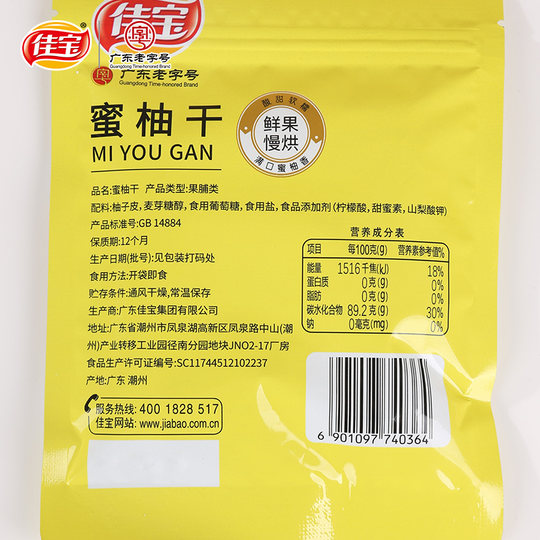 佳宝
佳宝
广东老字号
Guangdong Time-honored Brand
广东老字号
Guangdong Time-honored Brand
蜜柚干
MI YOU GAN
酸甜软糯
鲜果
慢烘
满口蜜柚香
品名:蜜柚干 产品类型:果脯类
配料:柚子皮,麦芽糖醇,食用葡萄糖,食用盐,食品添加剂(柠檬酸,甜蜜素,山梨酸钾)
产品标准号:GB 14884
保质期:12个月
生产日期(批号):见包装打码处
食用方法:开袋即食
贮存条件:通风干燥,常温保存
生产商:广东佳宝集团有限公司
地址:广东省潮州市凤泉湖高新区凤泉路中山(潮
州)产业转移工业园径南分园地块JN02-17厂房
食品生产许可证编号:SC11744512102237
产地:广东 潮州
营养成分表
项目 每100克(g) 营养素参考值%
能量 1516千焦(kJ) 18%
蛋白质 0克(g) 0%
脂肪 0克(g) 0%
碳水化合物 89.2克(g) 30%
钠 0毫克(mg) 0%
服务热线:400 1828 517
佳宝网站:www.jiabao.com.cn
6 901097 740364